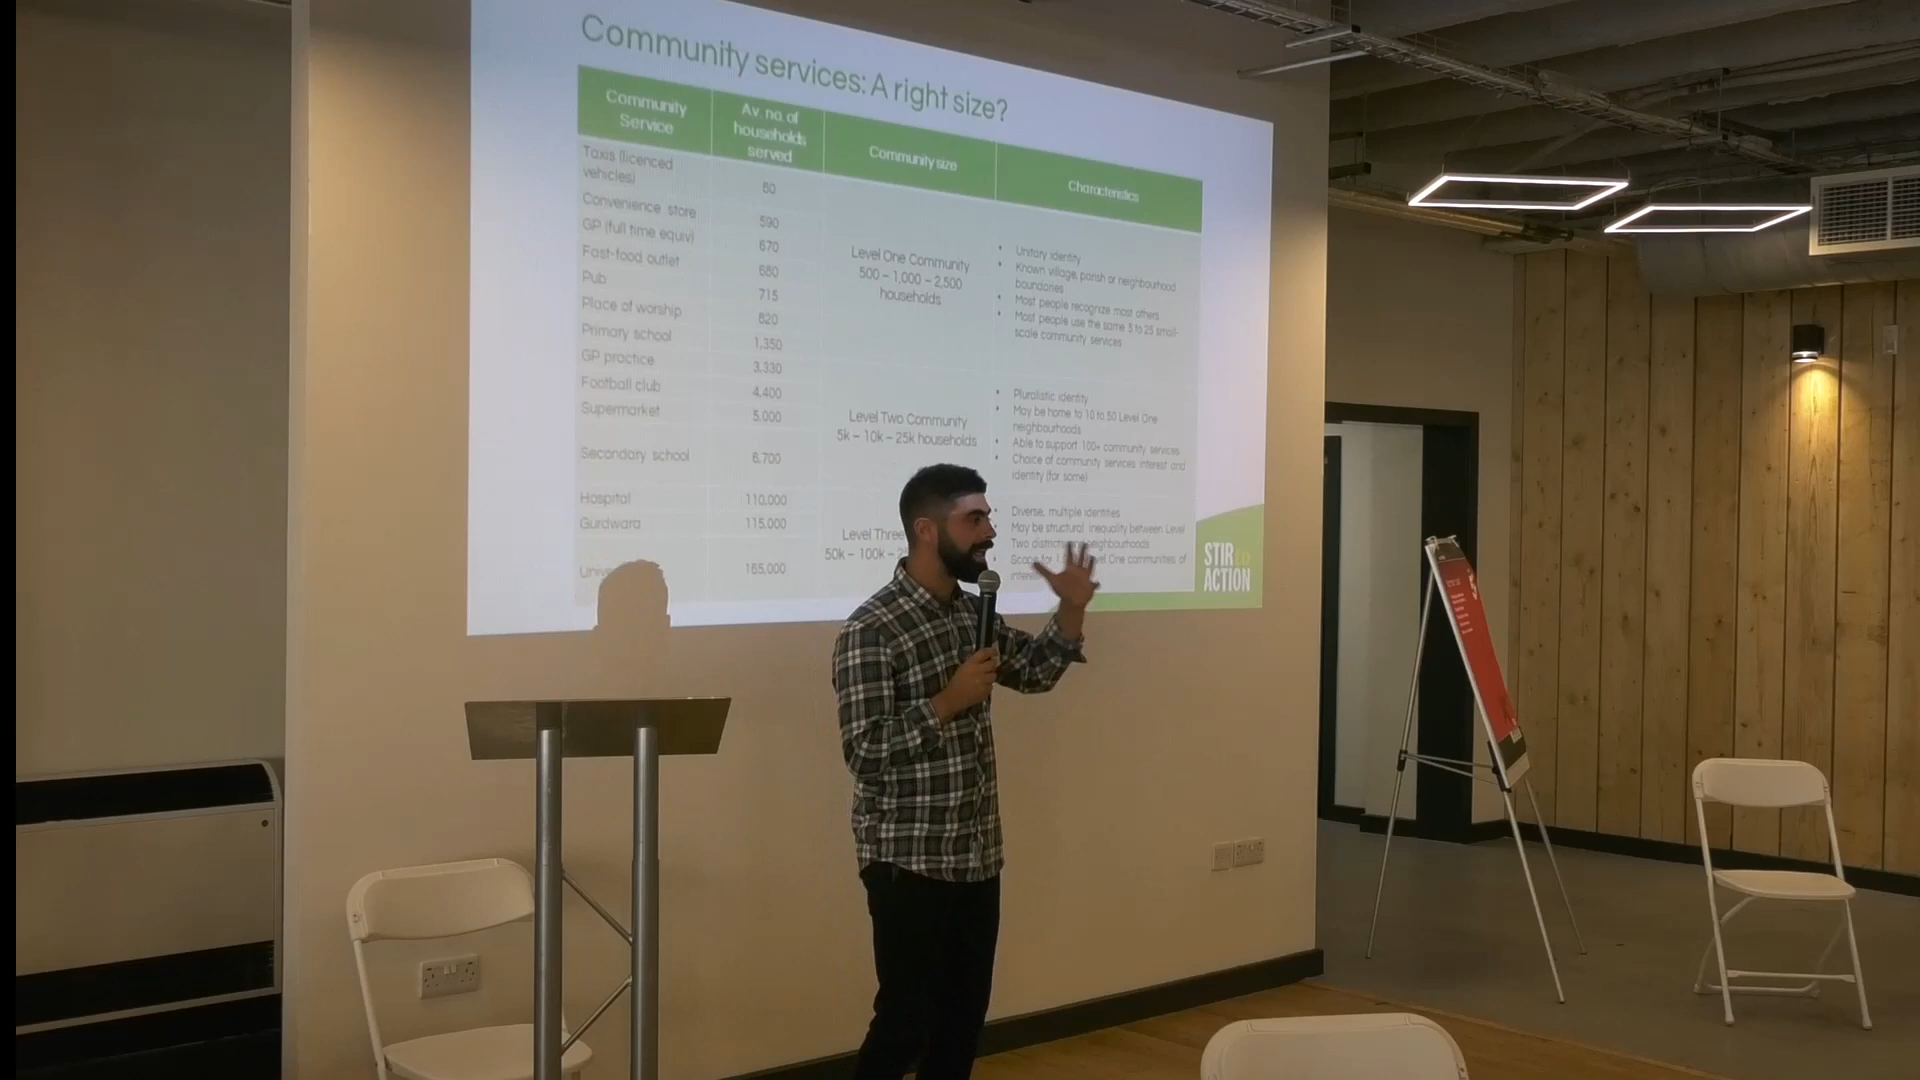 Community services: A right size?
Community
Service
Av. no. of
households
served
Community size
Characteristics
Taxis (licenced
vehicles)
Convenience store
590
GP (full time equiv)
670
Fast-food outlet
680
Pub
715
Place of worship
820
Primary school
1,350
GP practice
3,330
Football club
4,400
Supermarket
5,000
Secondary school
6,700
Hospital
110,000
Gurdwara
115,000
165,000
Level One Community
500 – 1,000 – 2,500
households
Level Two Community
5k – 10k – 25k households
Level Three
50k – 100k –
• Unitary identity
• Known village, parish or neighbourhood
boundaries
• Most people recognize most others
• Most people use the same 5 to 25 small-
scale community services
• Pluralistic identity
• May be home to 10 to 50 Level One
neighbourhoods
• Able to support 100+ community services
• Choice of community services interest and
identity (for some)
• Diverse, multiple identities
• May be structural inequality between Level
Two districts neighbourhoods
• Scope for One communities of
STIR to
ACTION